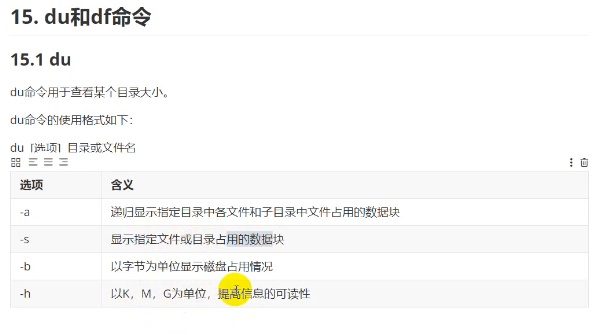 15. du和df命令
15.1 du
du命令用于查看某个目录大小。
du命令的使用格式如下：
du [选项] 目录或文件名
选项 含义
-a 递归显示指定目录中各文件和子目录中文件占用的数据块
-s 显示指定文件或目录占用的数据块
-b 以字节为单位显示磁盘占用情况
-h 以K，M，G为单位，提高信息的可读性